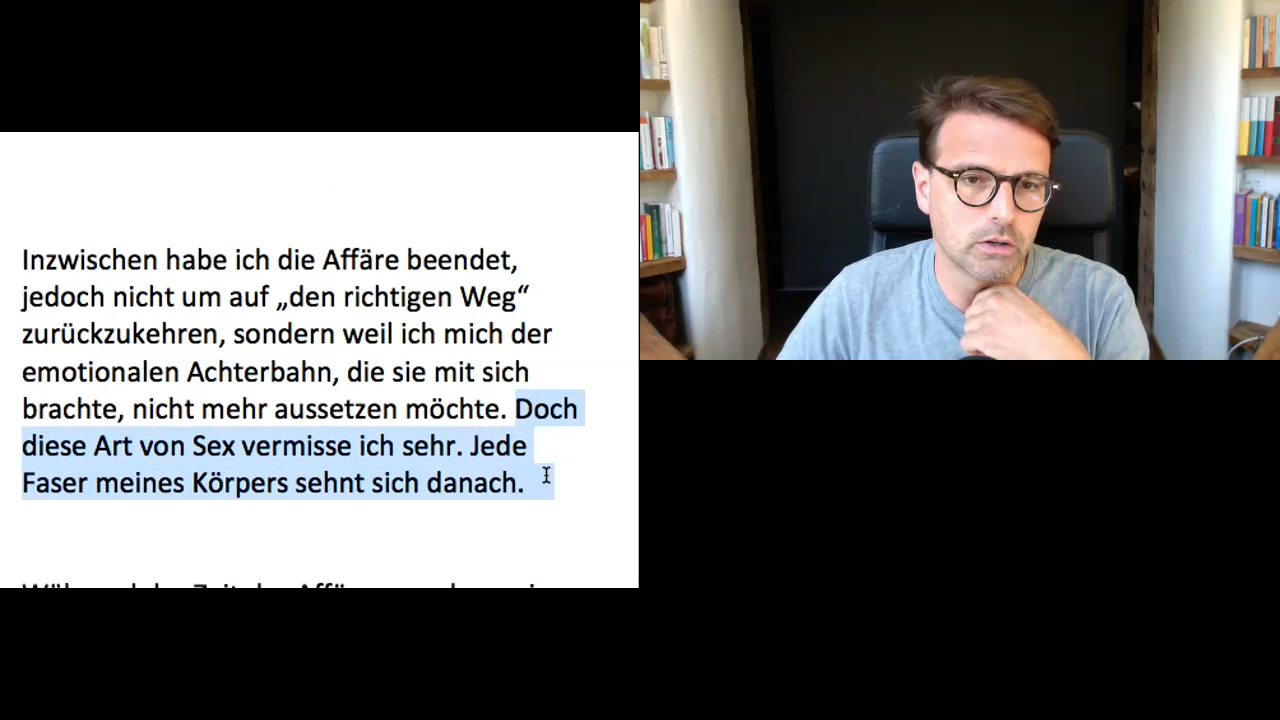 Inzwischen habe ich die Affäre beendet,
jedoch nicht um auf „den richtigen Weg“
zurückzukehren, sondern weil ich mich der
emotionalen Achterbahn, die sie mit sich
brachte, nicht mehr aussetzen möchte. Doch
diese Art von Sex vermisse ich sehr. Jede
Faser meines Körpers sehnt sich danach.